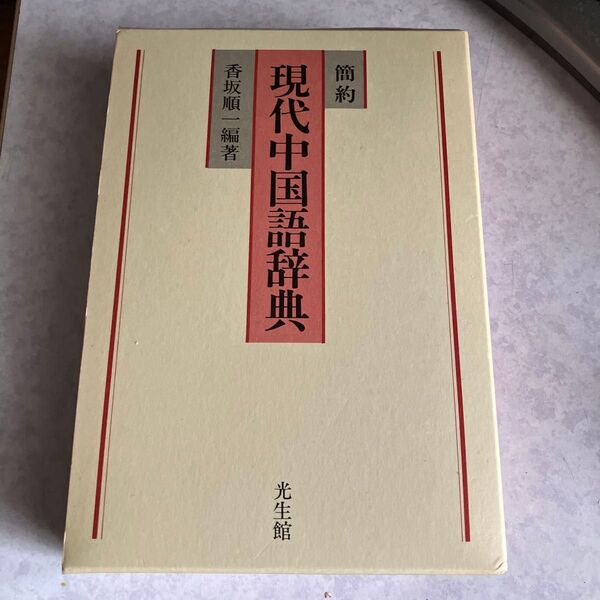 簡約
現代中国語辞典
香坂順一編著
光生館